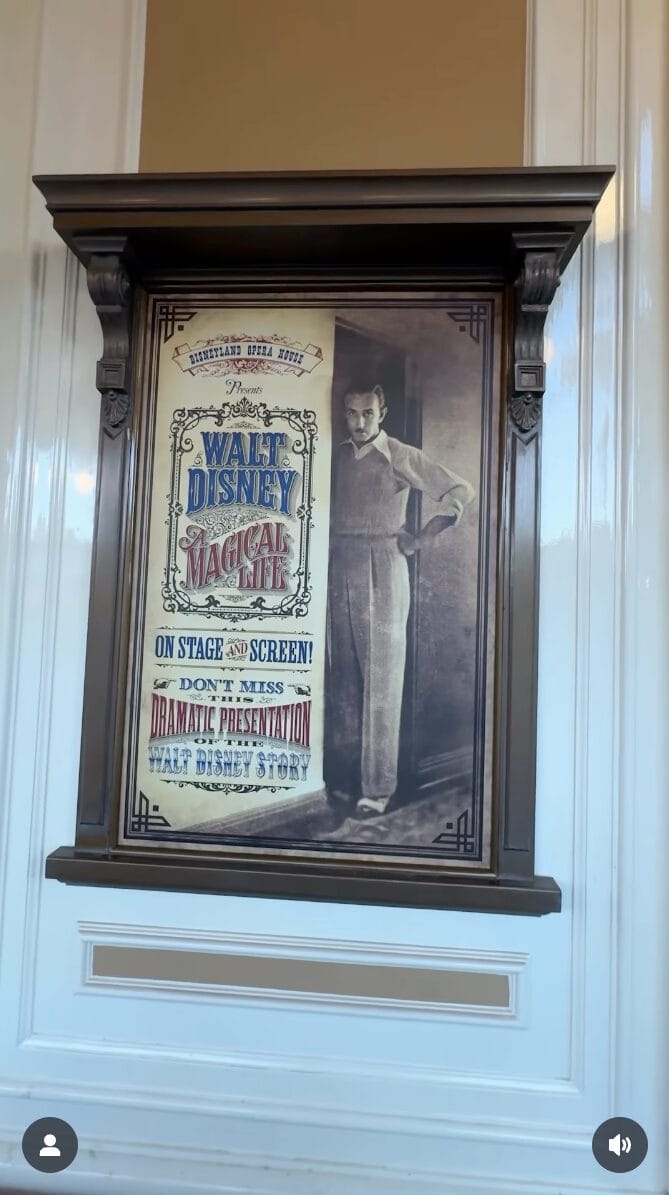 DISNEYLAND OPERA HOUSE
Presents
WALT
DISNEY
A
MAGICAL
LIFE
ON STAGE AND SCREEN!
DON'T MISS
THIS
DRAMATIC PRESENTATION
OF THE
WALT DISNEY STORY